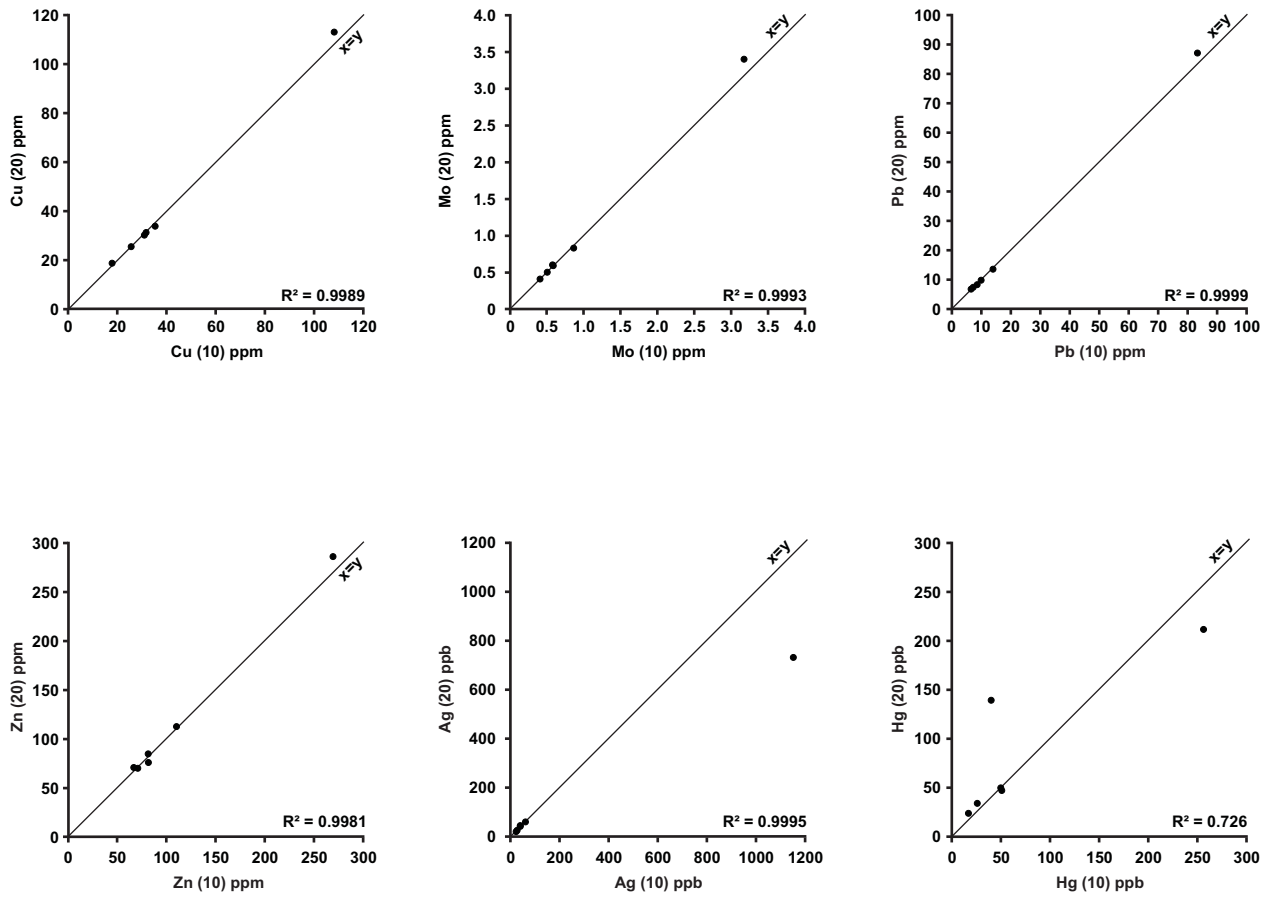 Cu (20) ppm
120
100
80
60
40
20
0
x=y
R² = 0.9989
0 20 40 60 80 100 120
Cu (10) ppm
Mo (20) ppm
4.0
3.5
3.0
2.5
2.0
1.5
1.0
0.5
0
x=y
R² = 0.9993
0 0.5 1.0 1.5 2.0 2.5 3.0 3.5 4.0
Mo (10) ppm
Pb (20) ppm
100
90
80
70
60
50
40
30
20
10
0
x=y
R² = 0.9999
0 10 20 30 40 50 60 70 80 90 100
Pb (10) ppm
Zn (20) ppm
300
250
200
150
100
50
0
x=y
R² = 0.9981
0 50 100 150 200 250 300
Zn (10) ppm
Ag (20) ppb
1200
1000
800
600
400
200
0
x=y
R² = 0.9995
0 200 400 600 800 1000 1200
Ag (10) ppb
Hg (20) ppb
300
250
200
150
100
50
0
x=y
R² = 0.726
0 50 100 150 200 250 300
Hg (10) ppb